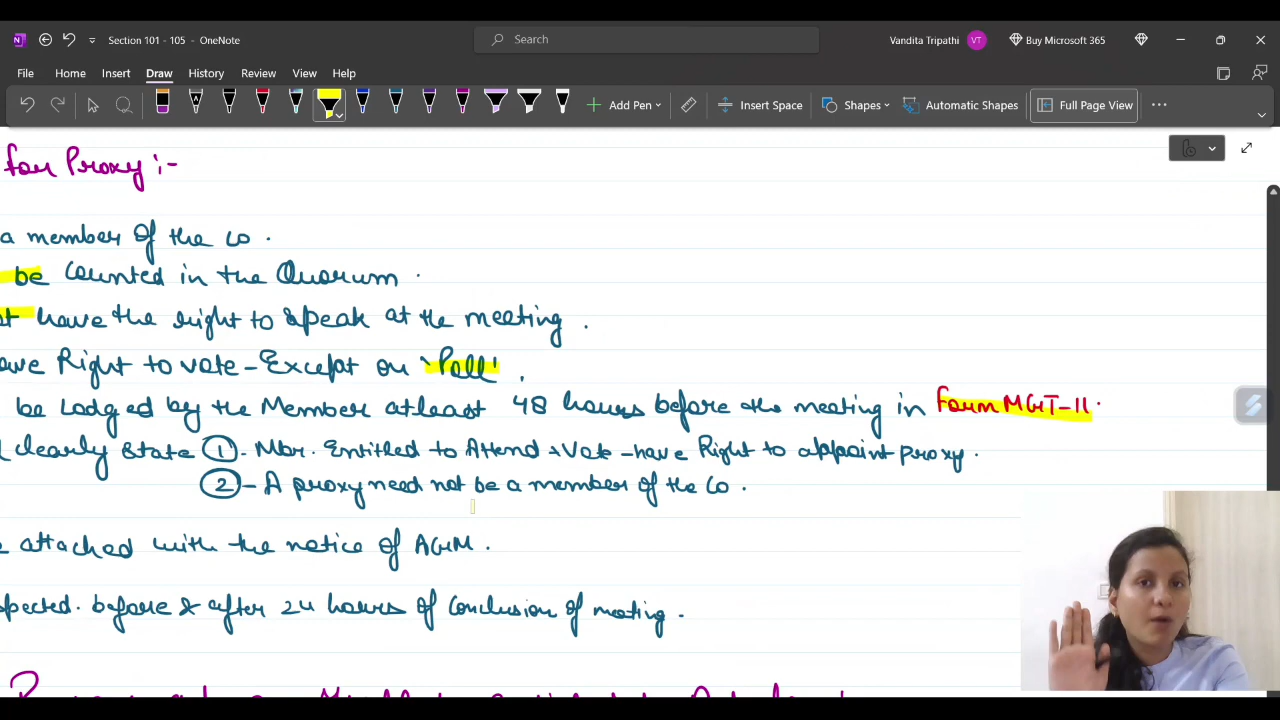 Section 101 - 105 - OneNote
Search
Vandita Tripathi VT
Buy Microsoft 365
File Home Insert Draw History Review View Help
Add Pen
Insert Space
Shapes
Automatic Shapes
Full Page View
for Proxy :-
a member of the co.
be counted in the Quorum.
have the right to speak at the meeting.
ave Right to vote - Except on 'Poll'.
be Lodged by the Member atleast 48 hours before the meeting in form MGT-11.
clearly state ① - Mbr. Entitled to Attend & Vote - have Right to appoint proxy.
② - A proxy need not be a member of the co.
attached with the notice of AGM.
spected. before & after 24 hours of conclusion of meeting.